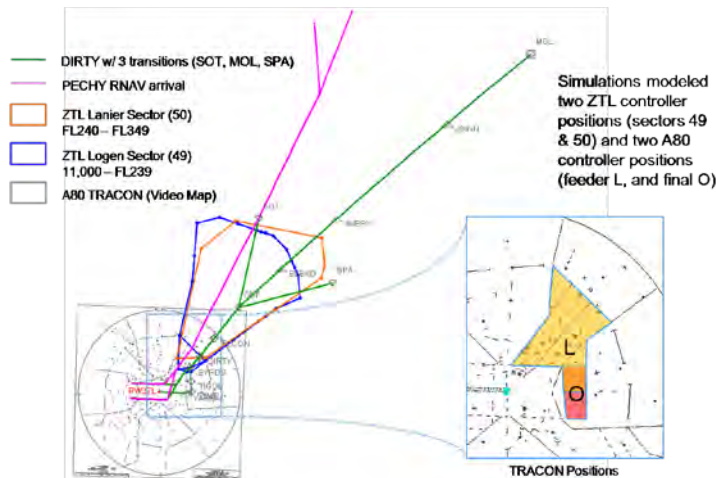 DIRTY w/ 3 transitions (SOT, MOL, SPA)
PECHY RNAV arrival
ZTL Lanier Sector (50)
FL240 – FL349
ZTL Logen Sector (49)
11,000 – FL239
A80 TRACON (Video Map)
MOL
Simulations modeled
two ZTL controller
positions (sectors 49
& 50) and two A80
controller positions
(feeder L, and final O)
SPA
DIRTY
L
O
TRACON Positions